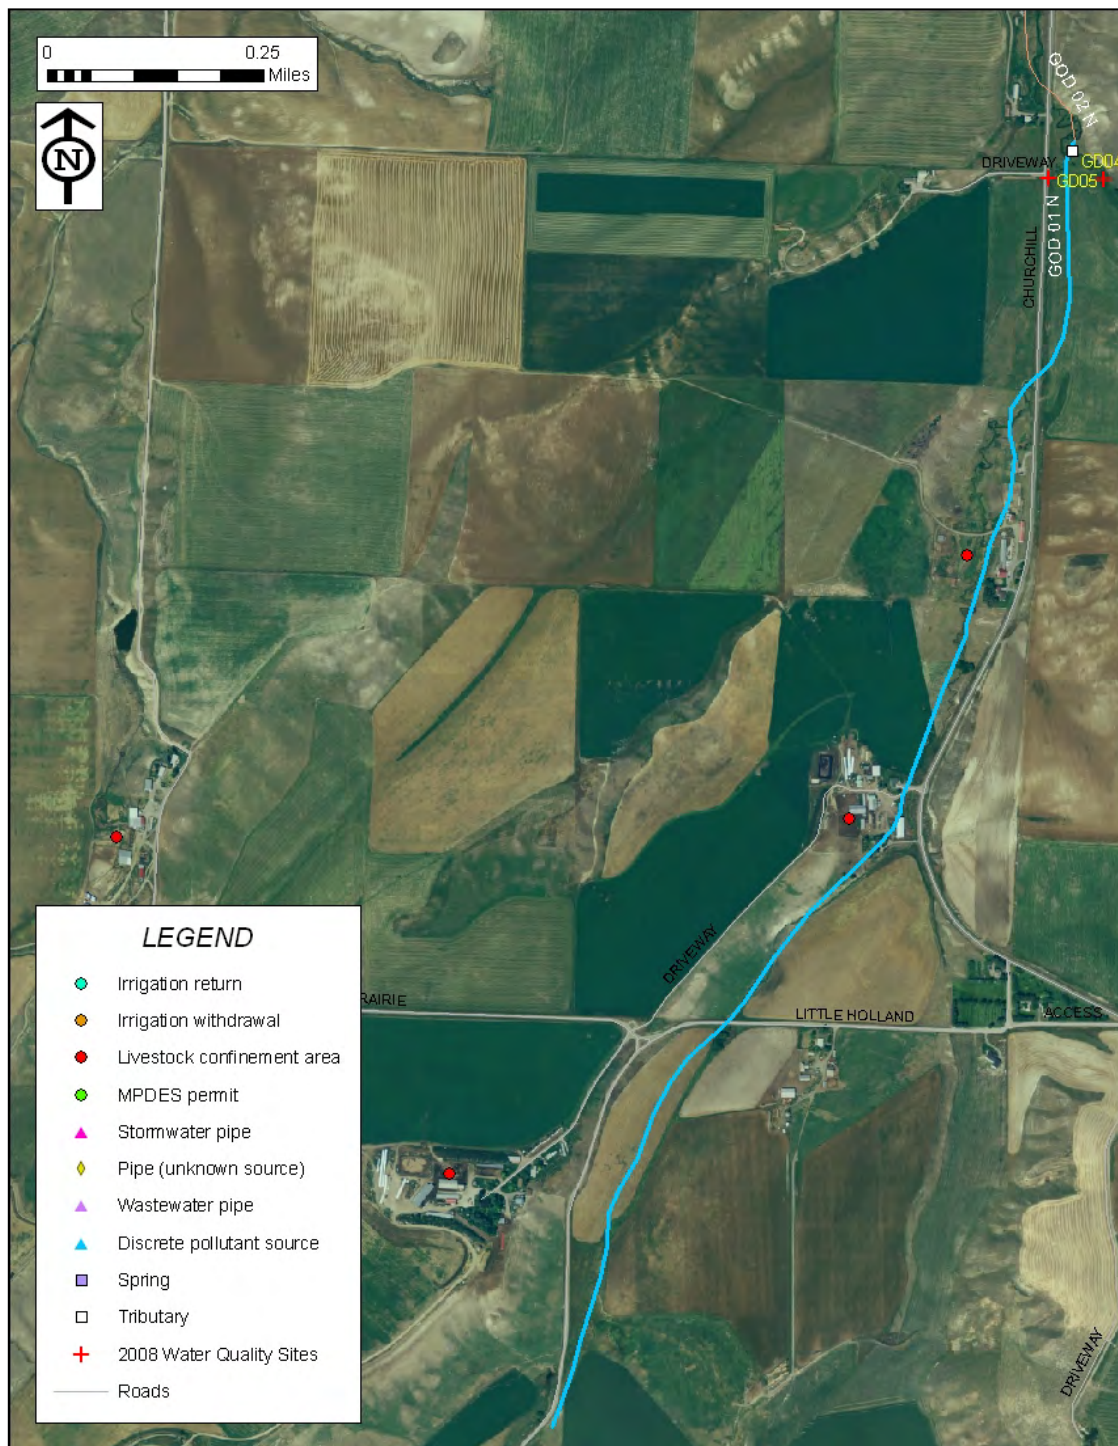 0 0.25
Miles
N
GOD 02 N
DRIVEWAY
GD04
GD05
GOD 01 N
CHURCHILL
DRIVEWAY
RAIRIE
LITTLE HOLLAND
ACCESS
DRIVEWAY
LEGEND
Irrigation return
Irrigation withdrawal
Livestock confinement area
MPDES permit
Stormwater pipe
Pipe (unknown source)
Wastewater pipe
Discrete pollutant source
Spring
Tributary
2008 Water Quality Sites
Roads